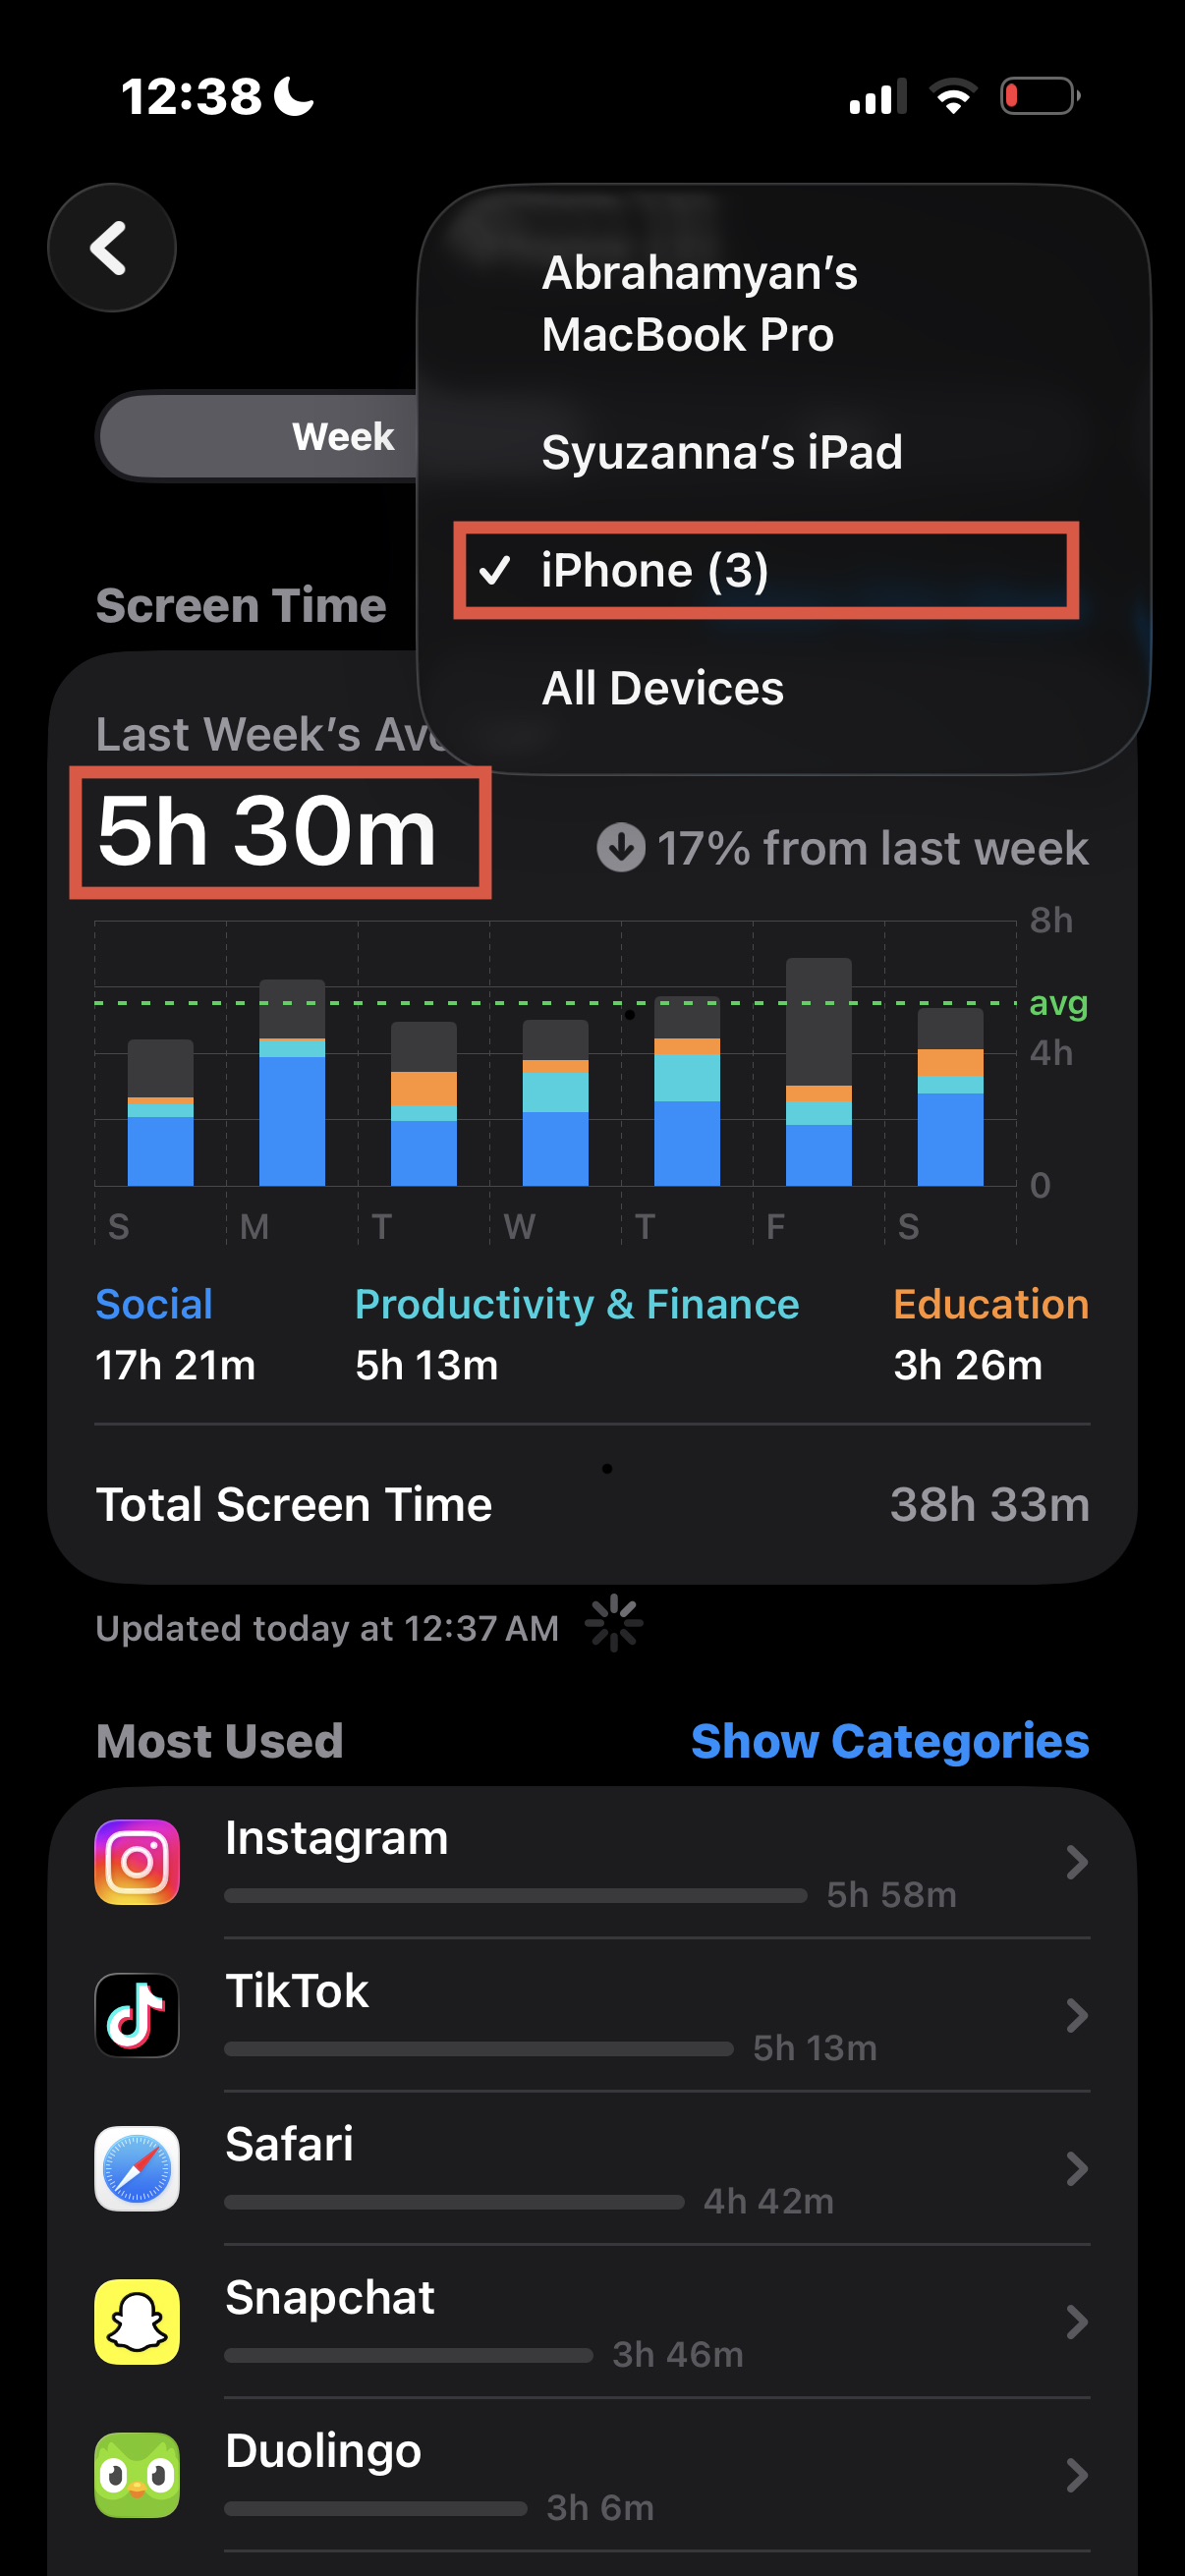 12:38
Abrahamyan’s
MacBook Pro
Syuzanna’s iPad
iPhone (3)
All Devices
Week
Screen Time
Last Week’s
5h 30m
17% from last week
8h
avg
4h
0
S M T W T F S
Social Productivity & Finance Education
17h 21m 5h 13m 3h 26m
Total Screen Time 38h 33m
Updated today at 12:37 AM
Most Used Show Categories
Instagram
5h 58m
TikTok
5h 13m
Safari
4h 42m
Snapchat
3h 46m
Duolingo
3h 6m